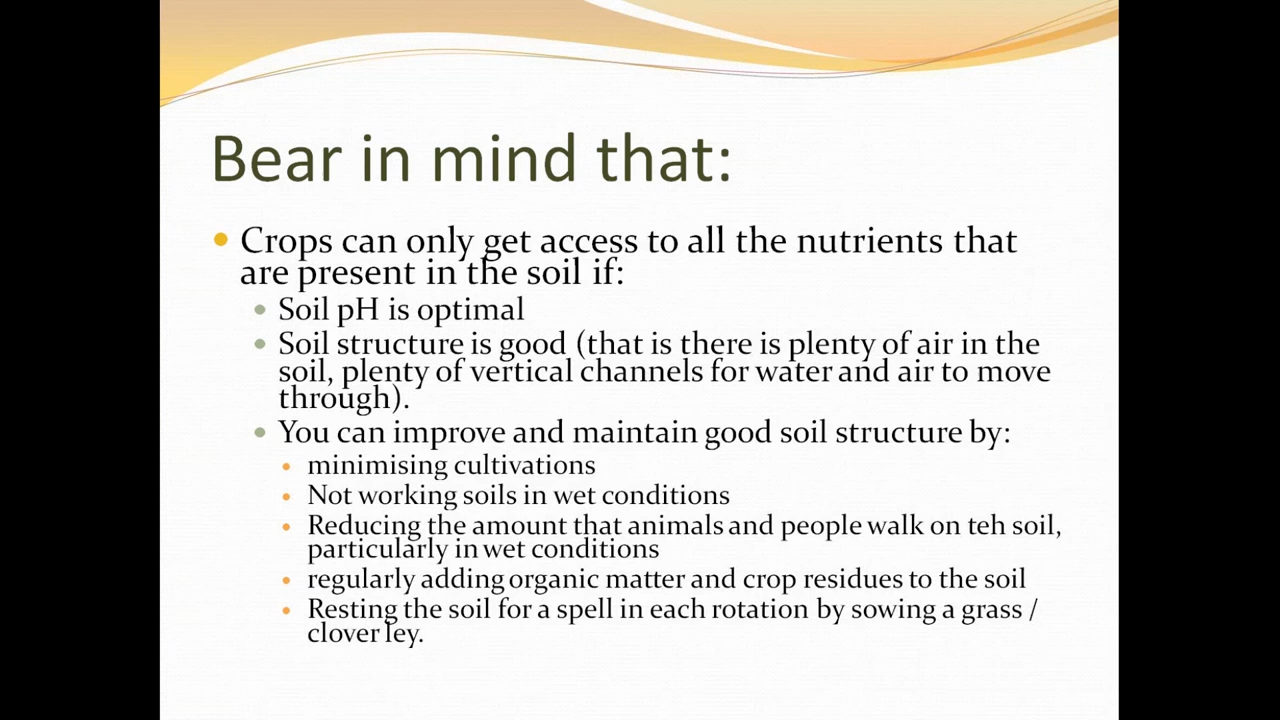 Bear in mind that:
Crops can only get access to all the nutrients that
are present in the soil if:
Soil pH is optimal
Soil structure is good (that is there is plenty of air in the
soil, plenty of vertical channels for water and air to move
through).
You can improve and maintain good soil structure by:
minimising cultivations
Not working soils in wet conditions
Reducing the amount that animals and people walk on teh soil,
particularly in wet conditions
regularly adding organic matter and crop residues to the soil
Resting the soil for a spell in each rotation by sowing a grass /
clover ley.